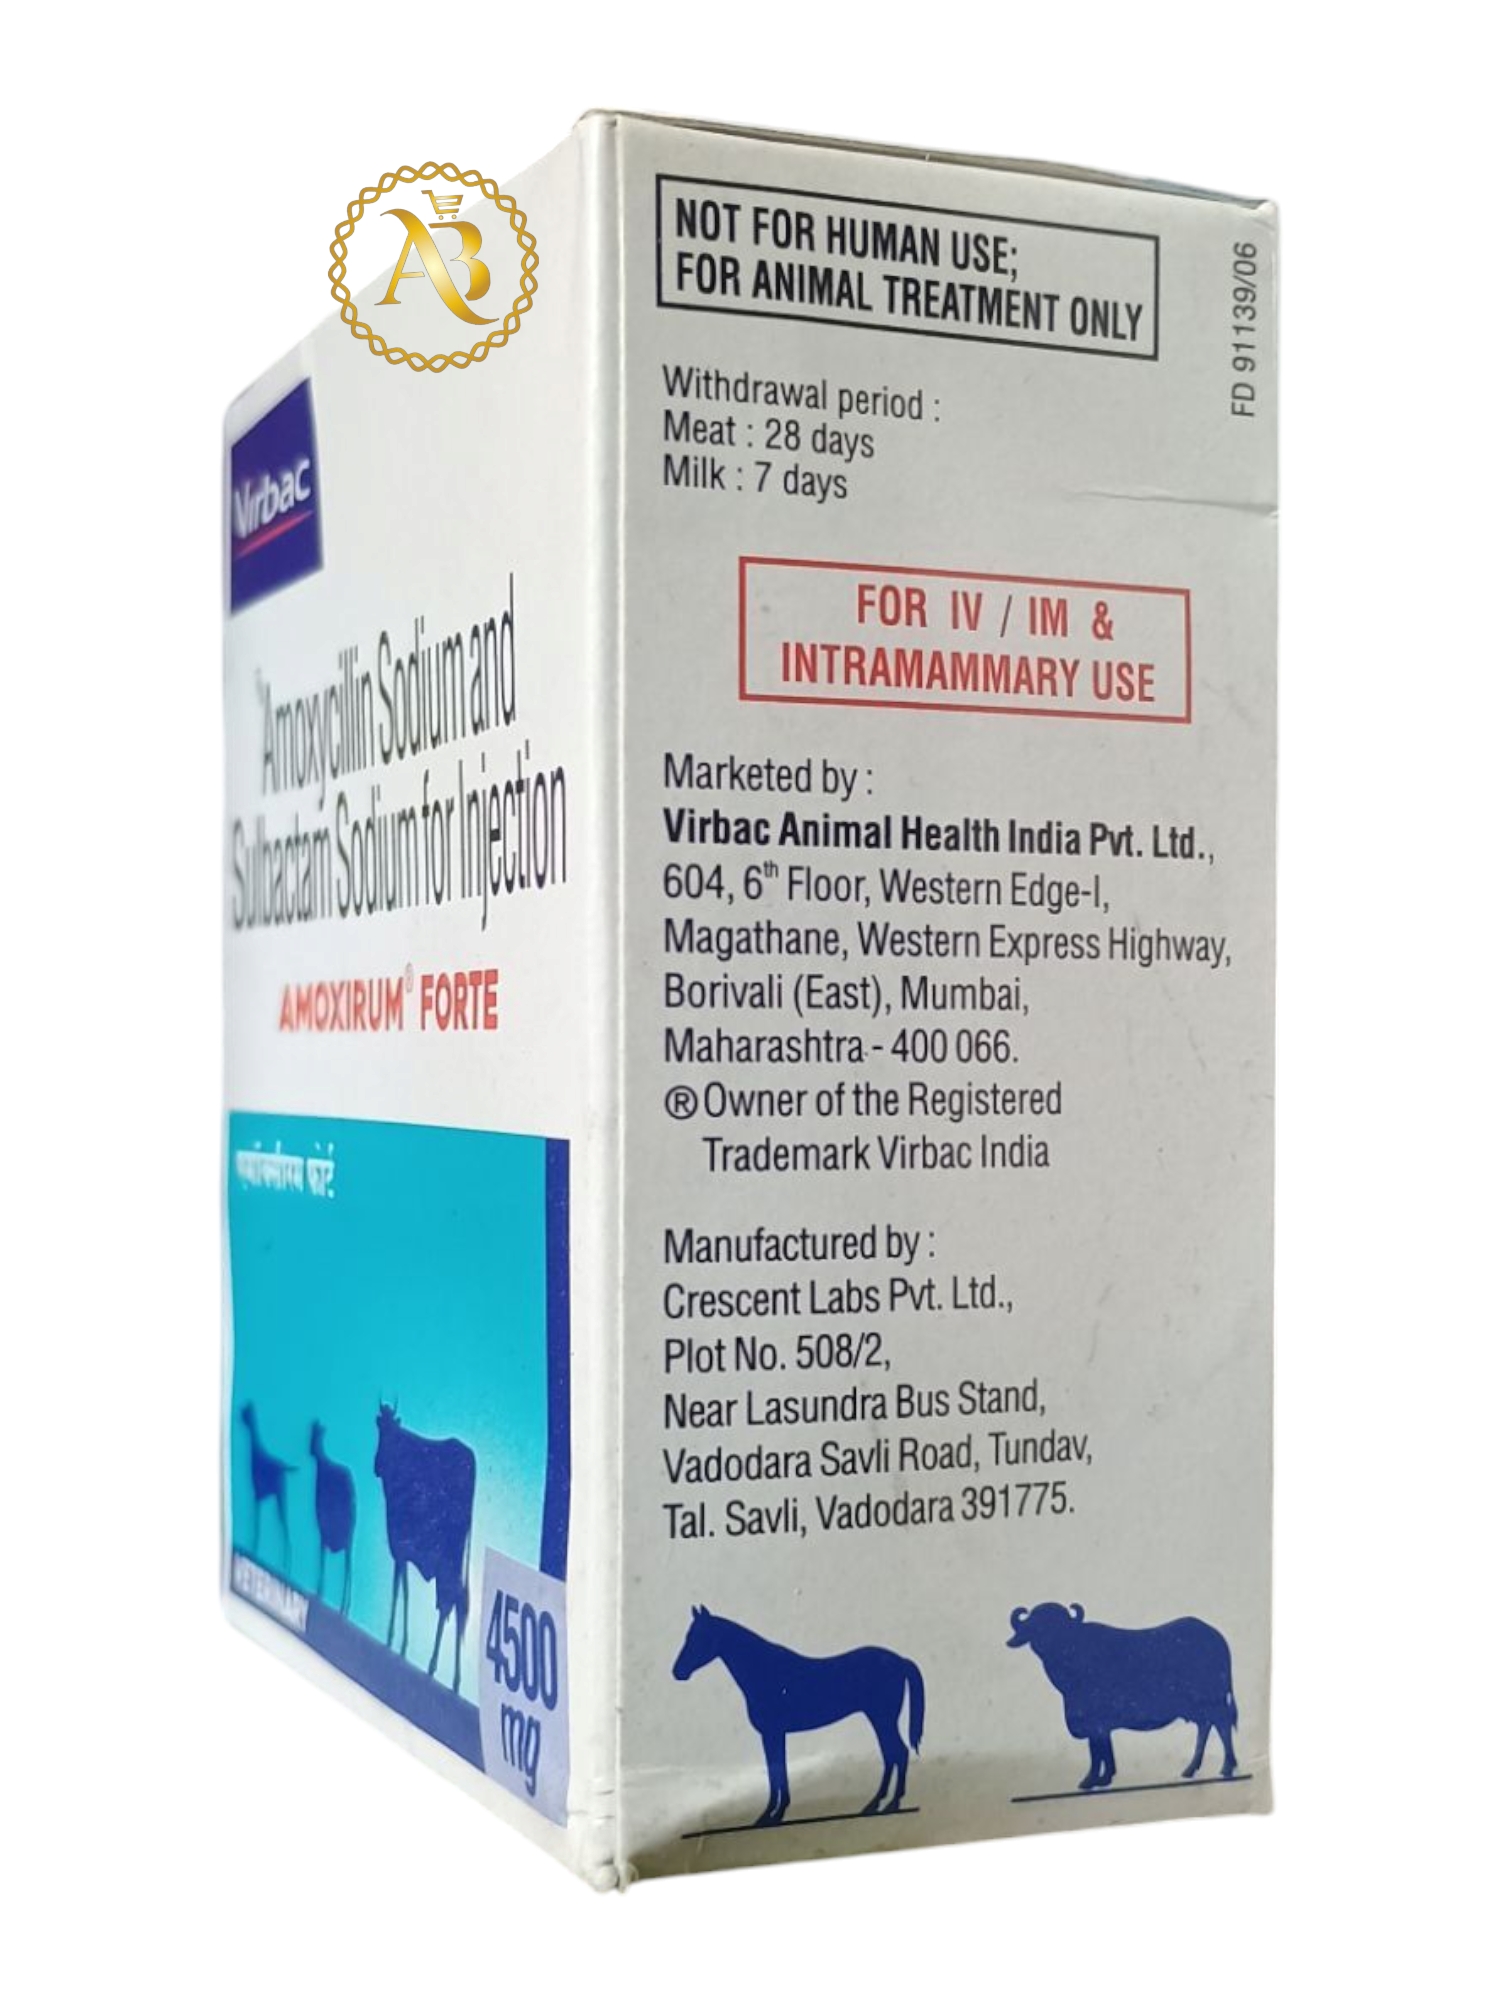 AB
Virbac
Amoxycillin Sodium and
Sulbactam Sodium for Injection
AMOXIRUM® FORTE
फोर्ट
VETERINARY
4500
mg
NOT FOR HUMAN USE;
FOR ANIMAL TREATMENT ONLY
FD 91139/06
Withdrawal period :
Meat : 28 days
Milk : 7 days
FOR IV / IM &
INTRAMAMMARY USE
Marketed by :
Virbac Animal Health India Pvt. Ltd.,
604, 6th Floor, Western Edge-I,
Magathane, Western Express Highway,
Borivali (East), Mumbai,
Maharashtra - 400 066.
® Owner of the Registered
Trademark Virbac India
Manufactured by :
Crescent Labs Pvt. Ltd.,
Plot No. 508/2,
Near Lasundra Bus Stand,
Vadodara Savli Road, Tundav,
Tal. Savli, Vadodara 391775.